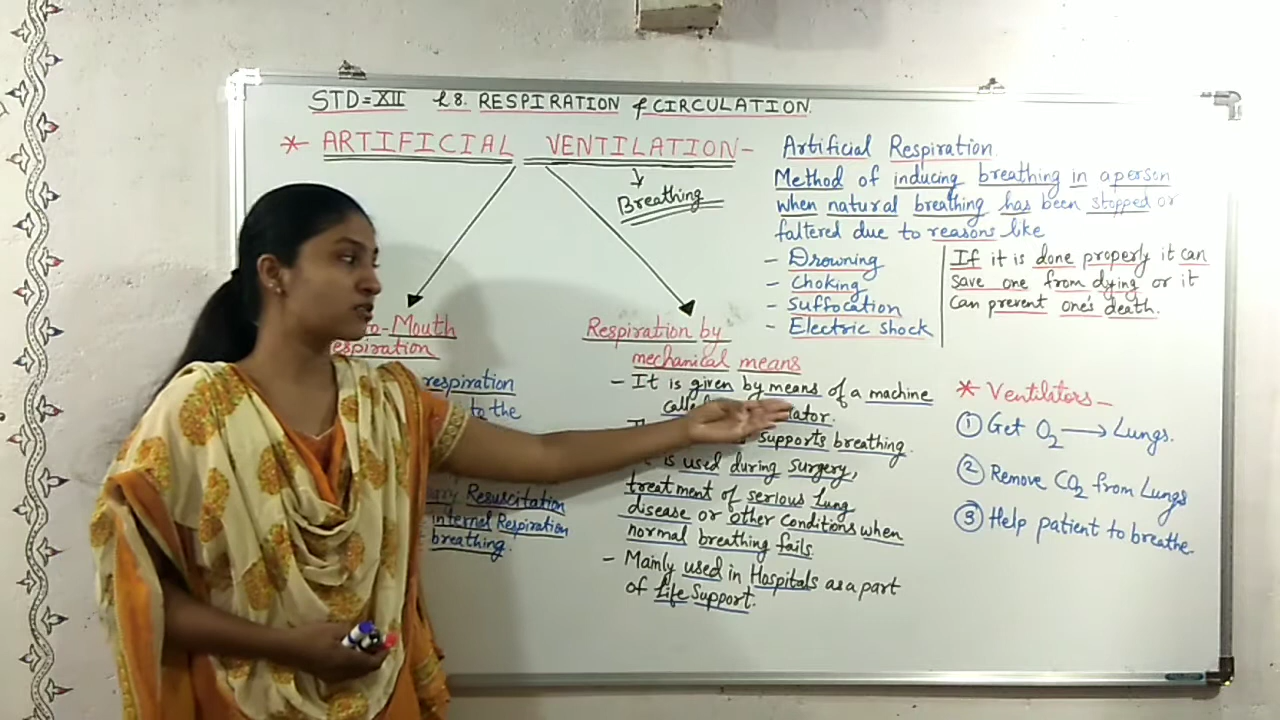 STD=XII L8. RESPIRATION & CIRCULATION.
* ARTIFICIAL VENTILATION-
Breathing
-Mouth
respiration
to the
Resuscitation
internal Respiration
breathing.
Respiration by
mechanical means
- It is given by means of a machine
supports breathing.
is used during surgery,
treatment of serious lung
disease or other conditions when
normal breathing fails
- Mainly used in Hospitals as a part
of Life Support.
Artificial Respiration.
Method of inducing breathing in a person
when natural breathing has been stopped or
faltered due to reasons like
- Drowning
- Choking
- Suffocation
- Electric shock
If it is done properly it can
save one from dying or it
can prevent one's death.
* Ventilators-
① Get O₂ → Lungs.
② Remove CO₂ from Lungs
③ Help patient to breathe